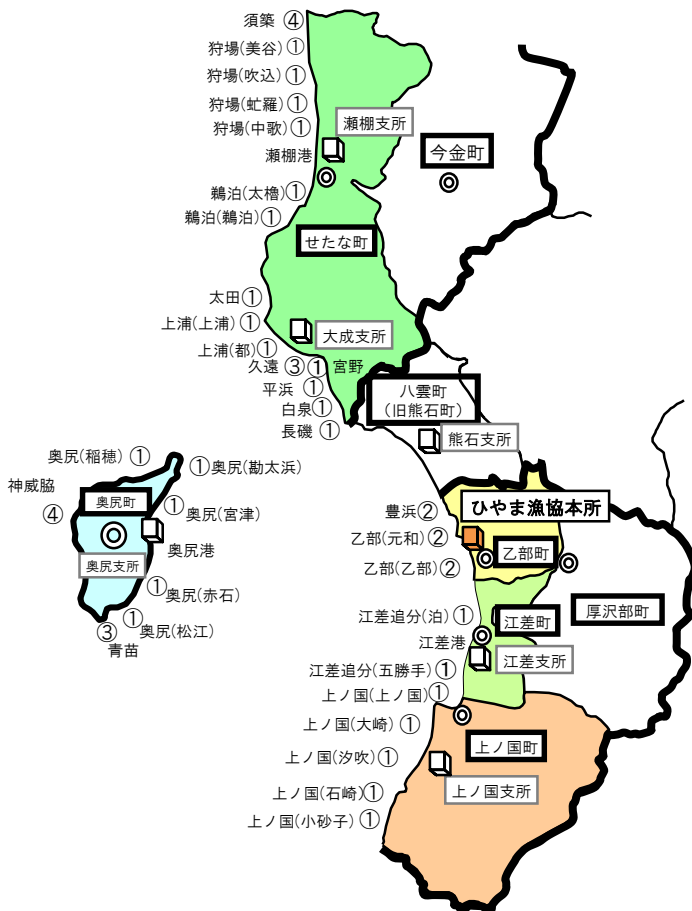 須築④
狩場(美谷)①
狩場(吹込)①
狩場(虻羅)①
狩場(中歌)①
瀬棚支所
瀬棚港
今金町
鵜泊(太櫓)①
鵜泊(鵜泊)①
せたな町
太田①
上浦(上浦)①
大成支所
上浦(都)①
久遠③①宮野
平浜①
白泉①
長磯①
八雲町
(旧熊石町)
熊石支所
奥尻(稲穂)①
①奥尻(勘太浜)
神威脇
④
奥尻町
①
奥尻(宮津)
奥尻港
奥尻支所
①
奥尻(赤石)
①
奥尻(松江)
③
青苗
ひやま漁協本所
豊浜②
乙部(元和)②
乙部町
乙部(乙部)②
厚沢部町
江差追分(泊)①
江差町
江差港
江差支所
江差追分(五勝手)①
上ノ国(上ノ国)①
上ノ国(大崎)①
上ノ国町
上ノ国(汐吹)①
上ノ国支所
上ノ国(石崎)①
上ノ国(小砂子)①